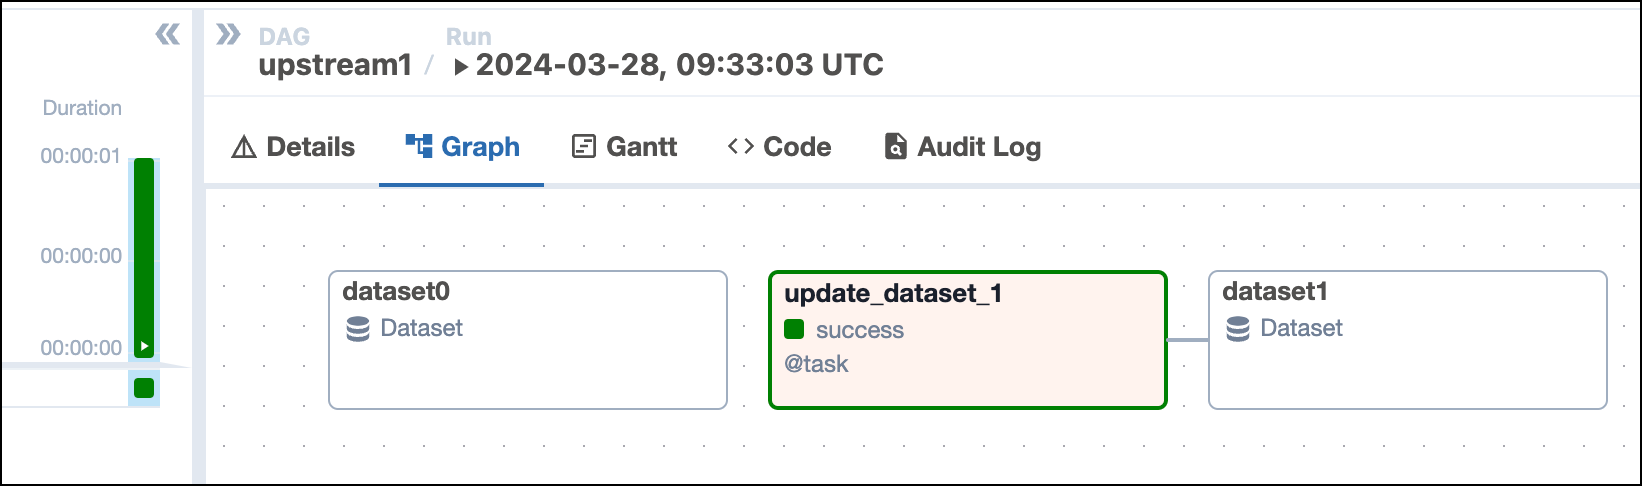 DAG
Run
upstream1 / 2024-03-28, 09:33:03 UTC
Duration
00:00:01
00:00:00
00:00:00
Details
Graph
Gantt
Code
Audit Log
dataset0
Dataset
update_dataset_1
success
@task
dataset1
Dataset